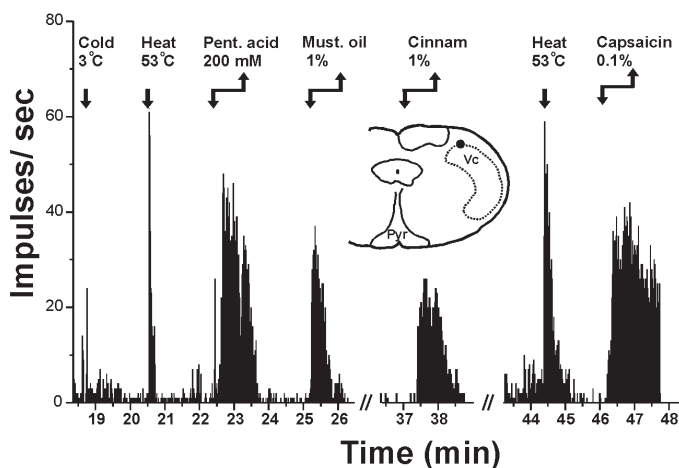 80
60
40
20
0
Impulses/ sec
Cold
3°C
Heat
53°C
Pent. acid
200 mM
Must. oil
1%
Cinnam
1%
Heat
53°C
Capsaicin
0.1%
Vc
Pyr
19 20 21 22 23 24 25 26 // 37 38 // 44 45 46 47 48
Time (min)